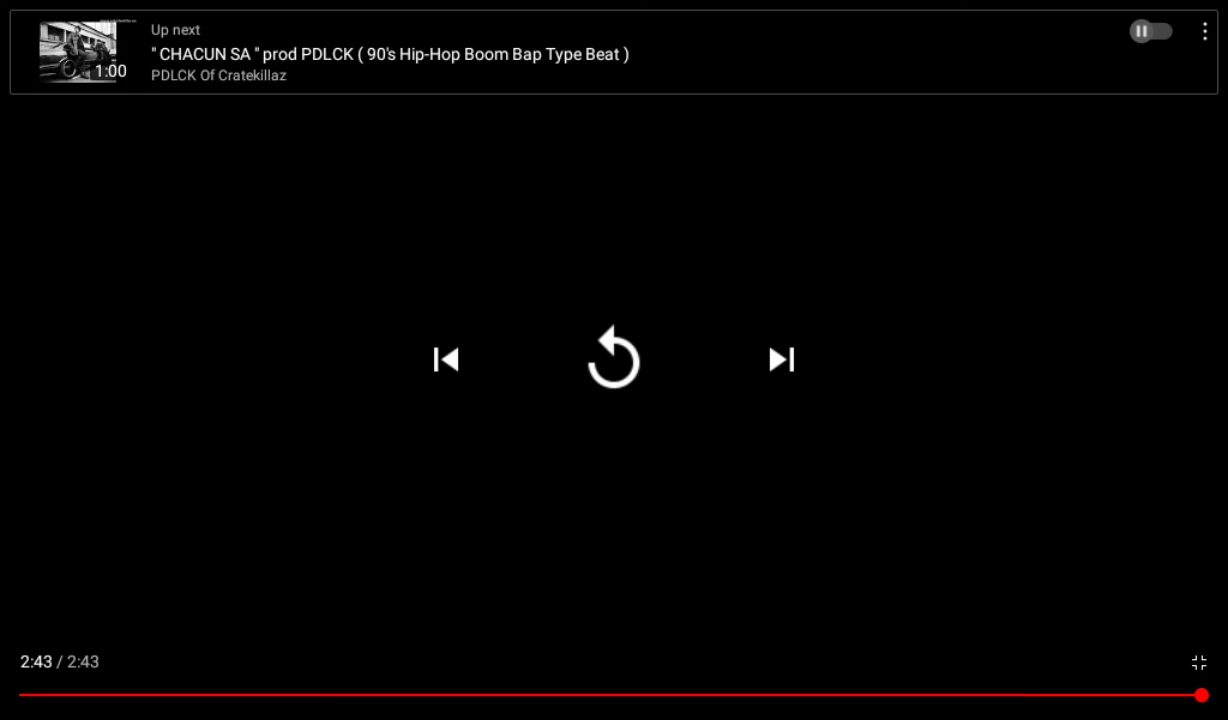 Up next
" CHACUN SA " prod PDLCK ( 90's Hip-Hop Boom Bap Type Beat )
PDLCK Of Cratekillaz
1:00
2:43 / 2:43